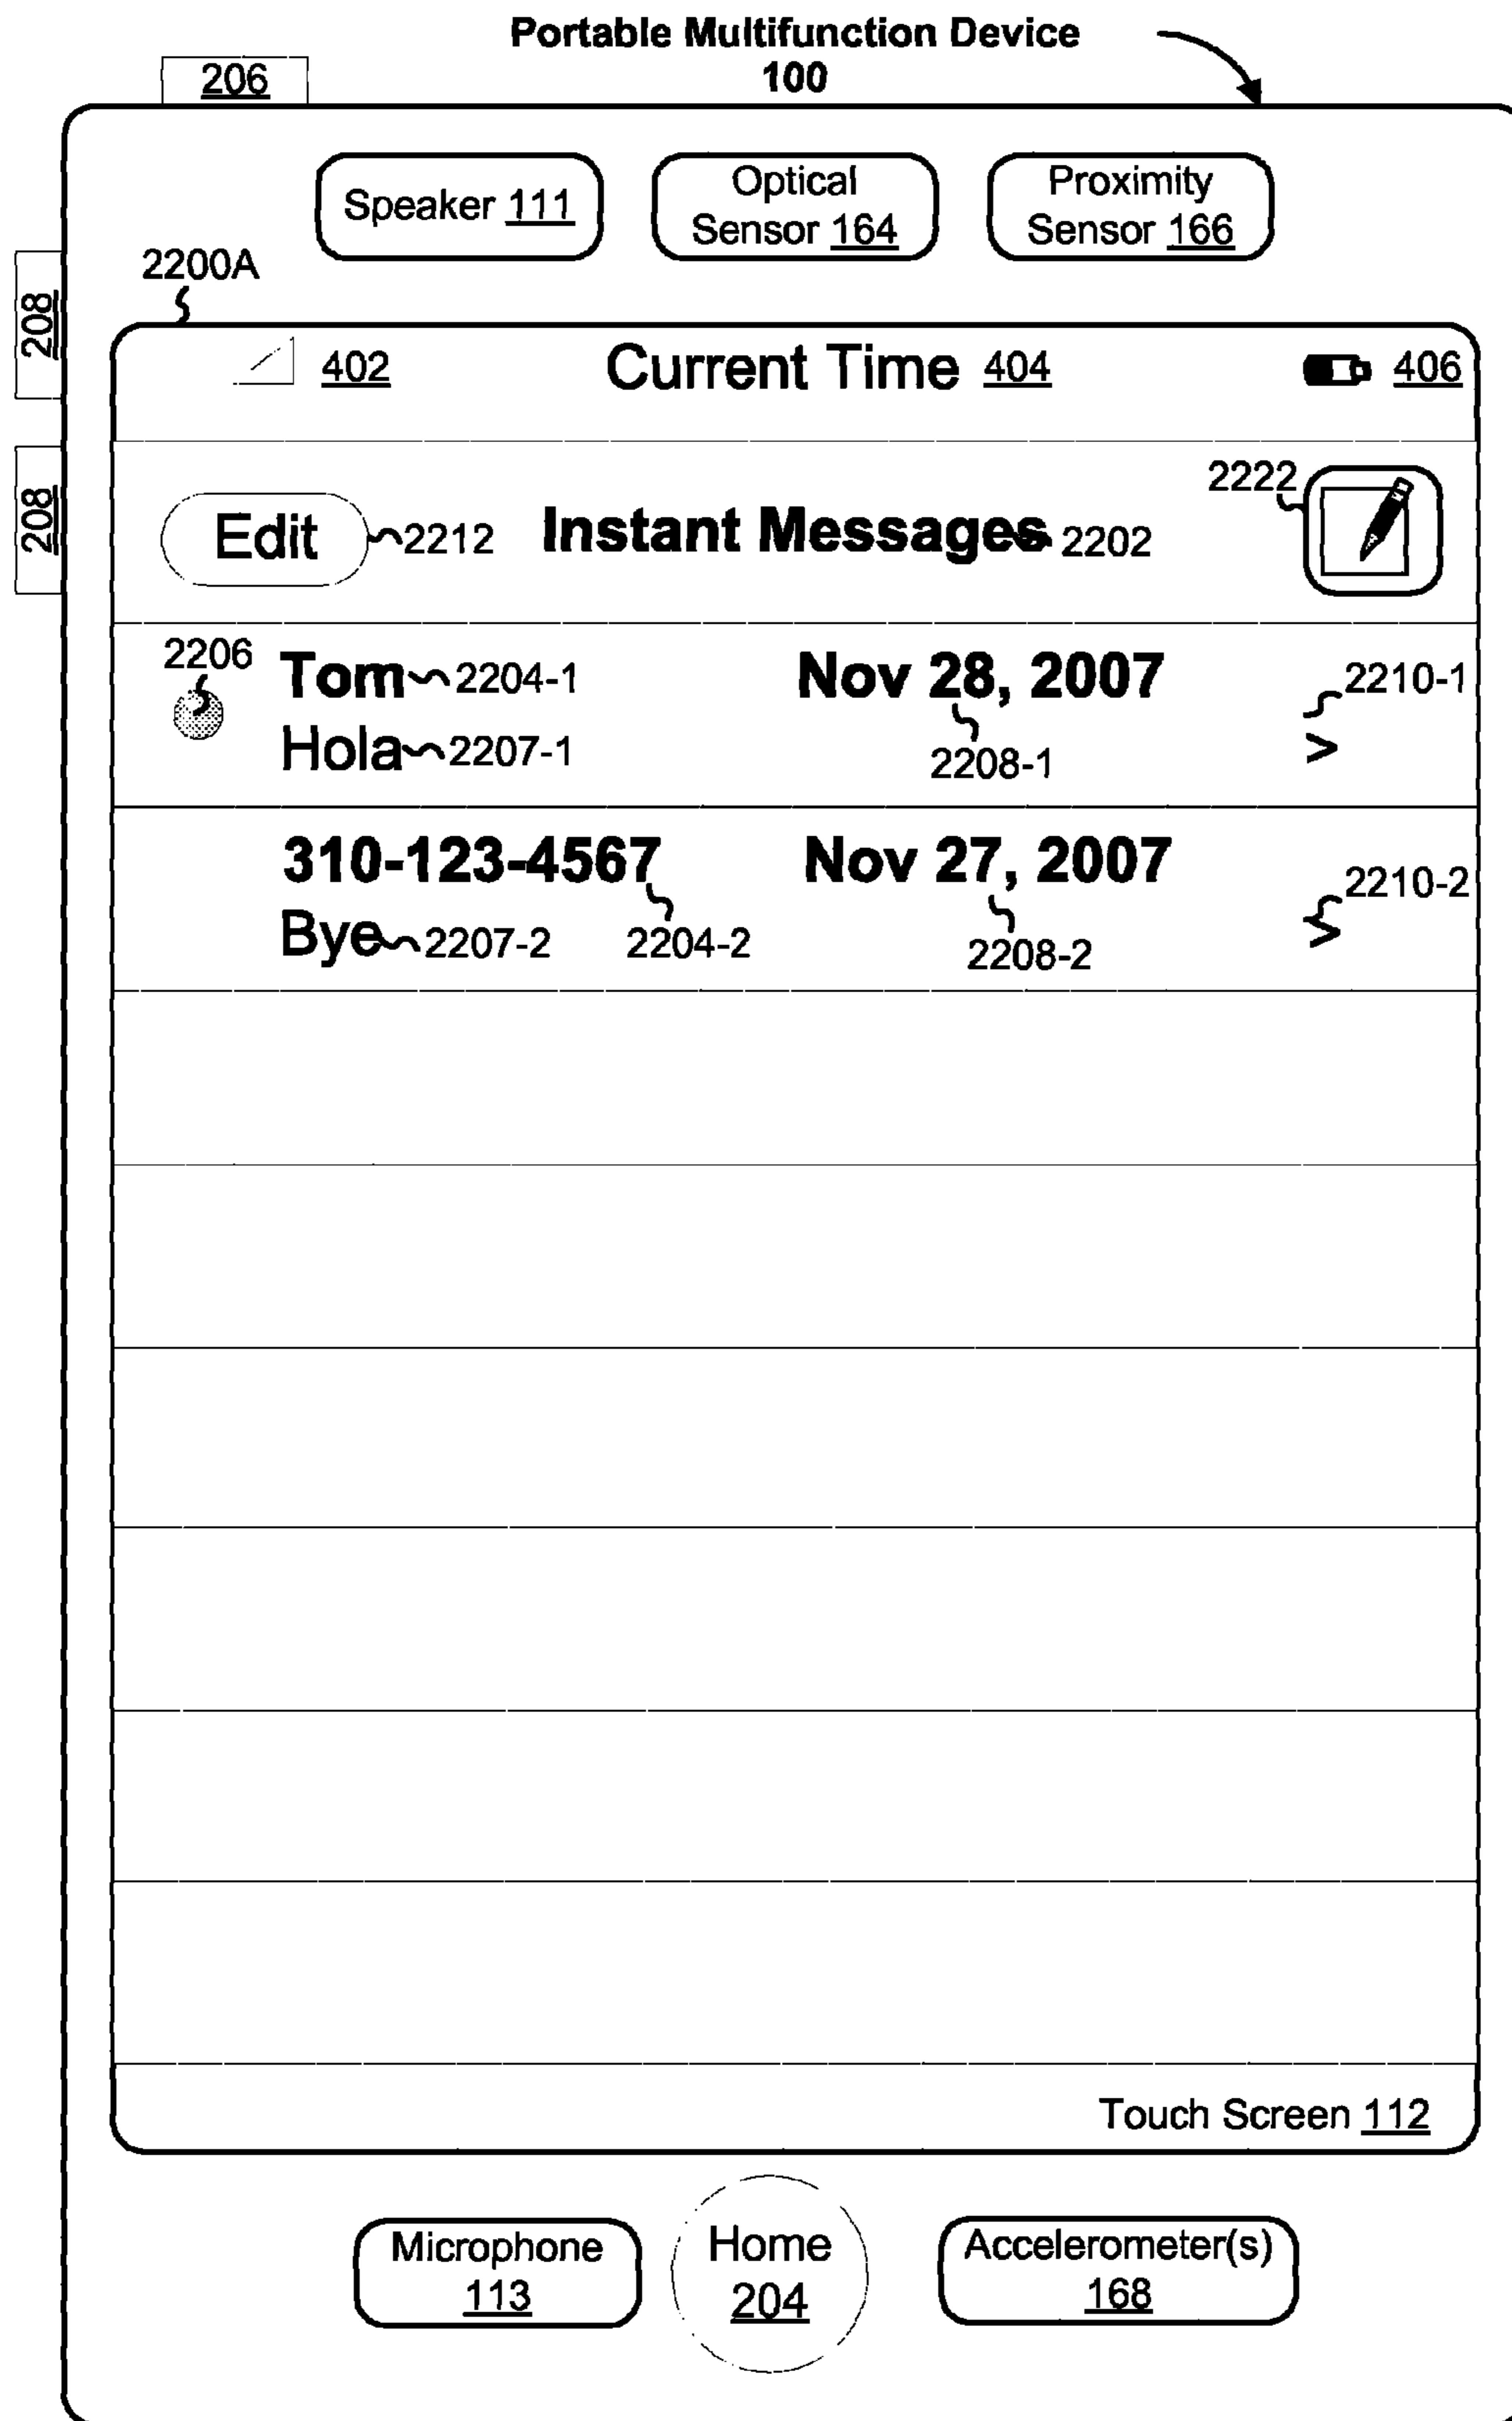 Portable Multifunction Device
100
206
Speaker 111
Optical
Sensor 164
Proximity
Sensor 166
2200A
208
208
402
Current Time 404
406
Edit
2212
Instant Messages
2202
2222
2206
Tom
2204-1
Nov 28, 2007
2210-1
Hola
2207-1
2208-1
>
310-123-4567
Nov 27, 2007
2210-2
Bye
2207-2
2204-2
2208-2
>
Touch Screen 112
Microphone
113
Home
204
Accelerometer(s)
168